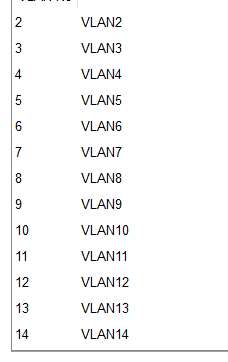 2 VLAN2
3 VLAN3
4 VLAN4
5 VLAN5
6 VLAN6
7 VLAN7
8 VLAN8
9 VLAN9
10 VLAN10
11 VLAN11
12 VLAN12
13 VLAN13
14 VLAN14